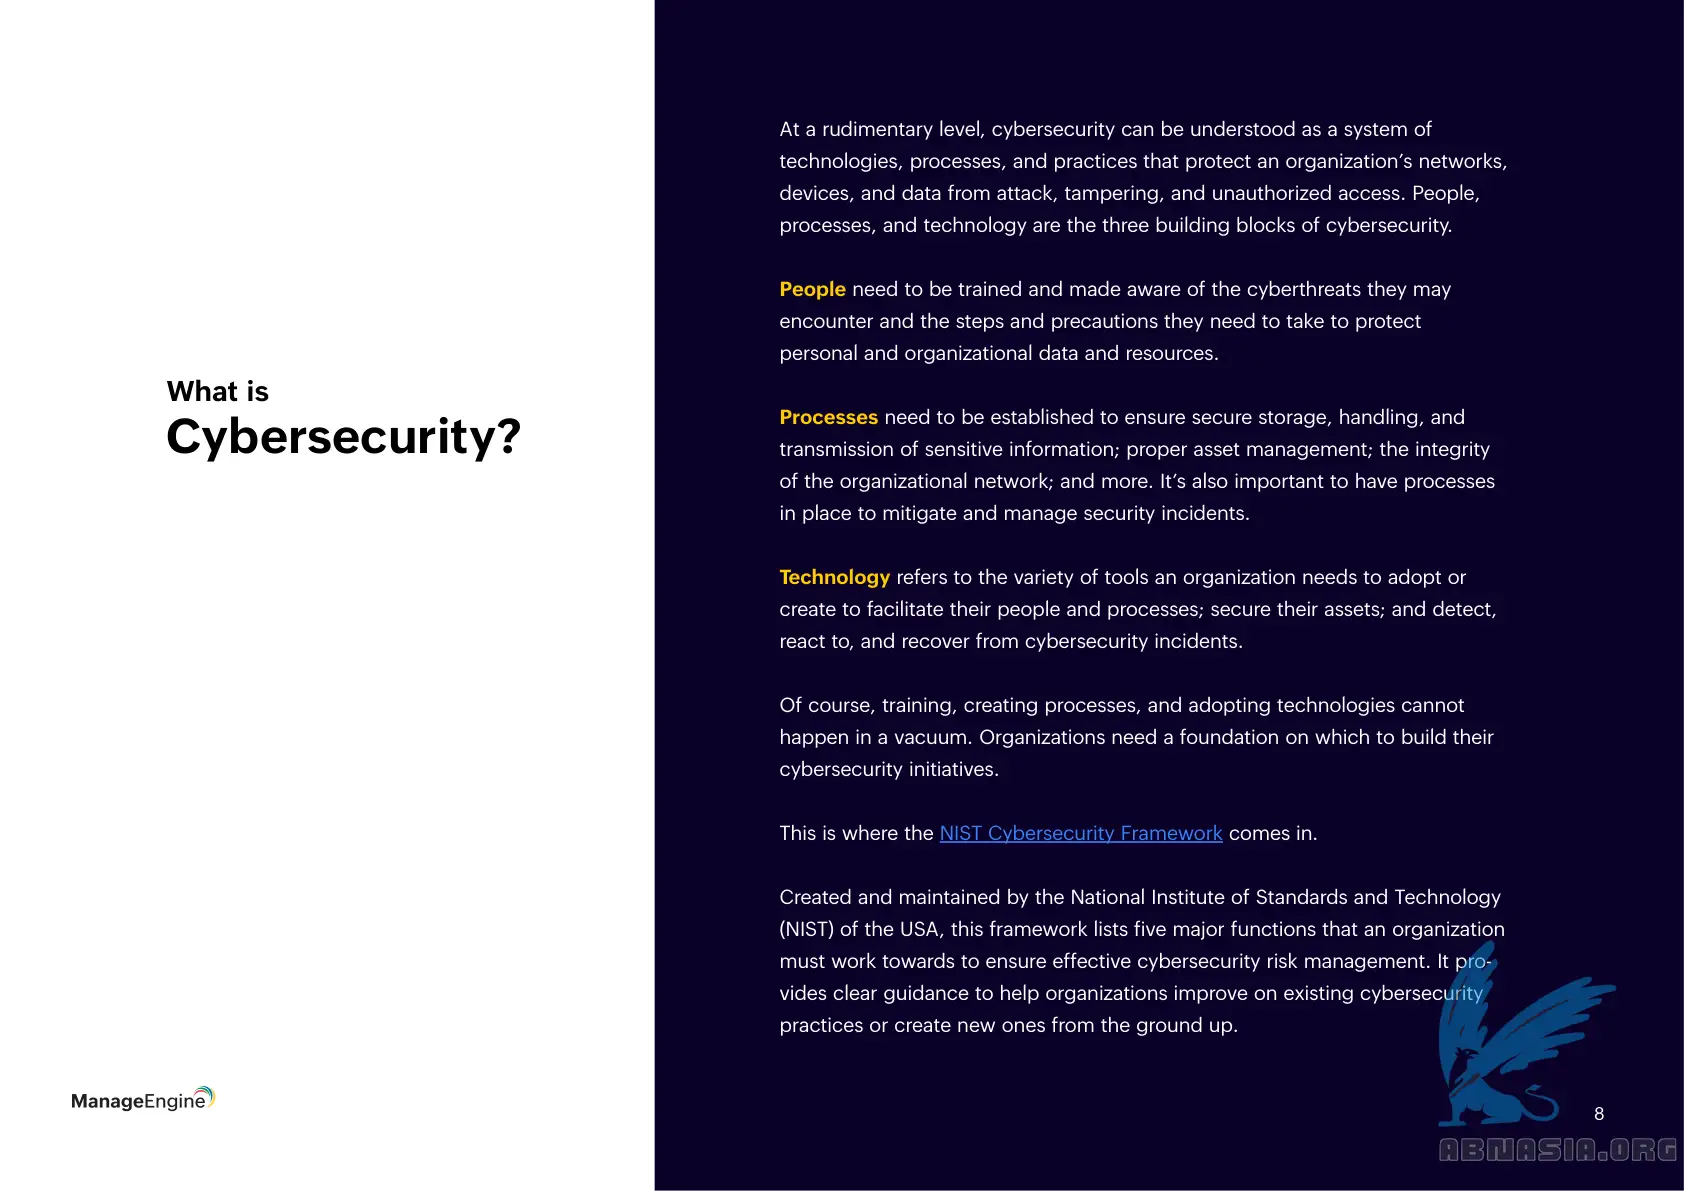 What is
Cybersecurity?
At a rudimentary level, cybersecurity can be understood as a system of
technologies, processes, and practices that protect an organization’s networks,
devices, and data from attack, tampering, and unauthorized access. People,
processes, and technology are the three building blocks of cybersecurity.
People need to be trained and made aware of the cyberthreats they may
encounter and the steps and precautions they need to take to protect
personal and organizational data and resources.
Processes need to be established to ensure secure storage, handling, and
transmission of sensitive information; proper asset management; the integrity
of the organizational network; and more. It’s also important to have processes
in place to mitigate and manage security incidents.
Technology refers to the variety of tools an organization needs to adopt or
create to facilitate their people and processes; secure their assets; and detect,
react to, and recover from cybersecurity incidents.
Of course, training, creating processes, and adopting technologies cannot
happen in a vacuum. Organizations need a foundation on which to build their
cybersecurity initiatives.
This is where the NIST Cybersecurity Framework comes in.
Created and maintained by the National Institute of Standards and Technology
(NIST) of the USA, this framework lists five major functions that an organization
must work towards to ensure effective cybersecurity risk management. It pro-
vides clear guidance to help organizations improve on existing cybersecurity
practices or create new ones from the ground up.
ManageEngine
8
ABNASIA.ORG